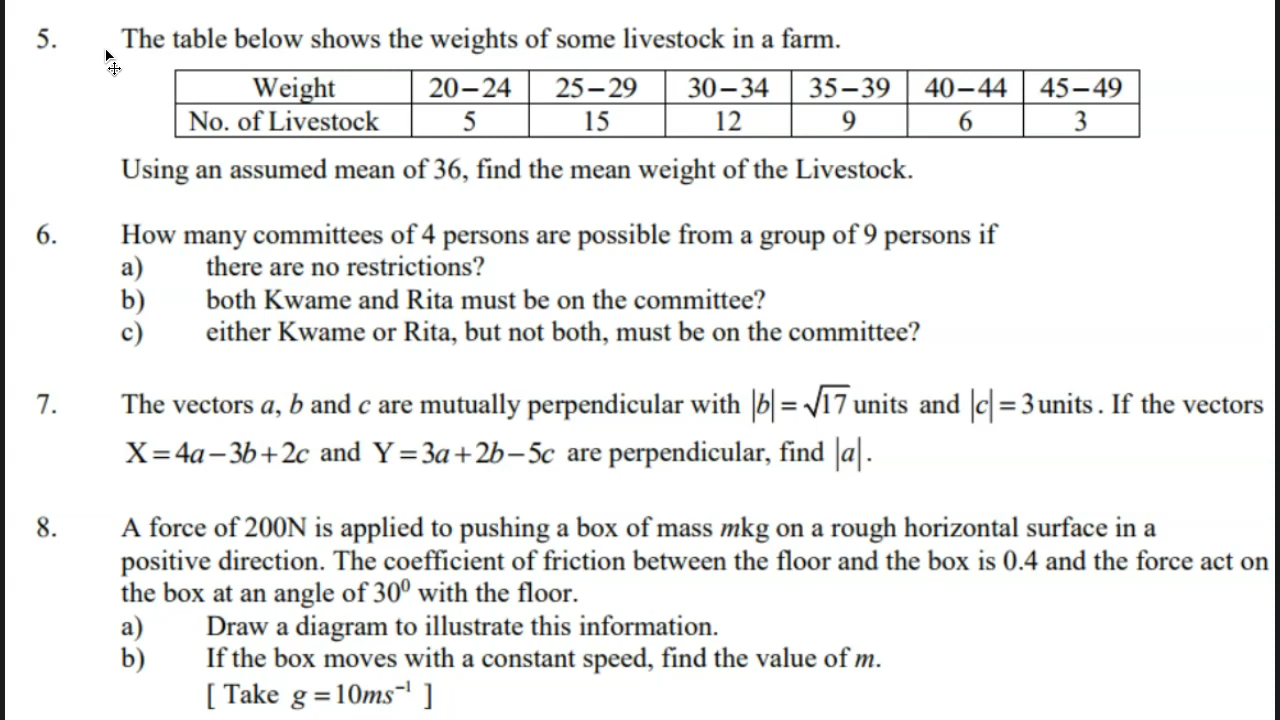 5. The table below shows the weights of some livestock in a farm.
Weight 20–24 25–29 30–34 35–39 40–44 45–49
No. of Livestock 5 15 12 9 6 3
Using an assumed mean of 36, find the mean weight of the Livestock.
6. How many committees of 4 persons are possible from a group of 9 persons if
a) there are no restrictions?
b) both Kwame and Rita must be on the committee?
c) either Kwame or Rita, but not both, must be on the committee?
7. The vectors a, b and c are mutually perpendicular with |b| = √17 units and |c| = 3 units. If the vectors
X = 4a − 3b + 2c and Y = 3a + 2b − 5c are perpendicular, find |a|.
8. A force of 200N is applied to pushing a box of mass mkg on a rough horizontal surface in a
positive direction. The coefficient of friction between the floor and the box is 0.4 and the force act on
the box at an angle of 30⁰ with the floor.
a) Draw a diagram to illustrate this information.
b) If the box moves with a constant speed, find the value of m.
[ Take g = 10ms⁻¹ ]